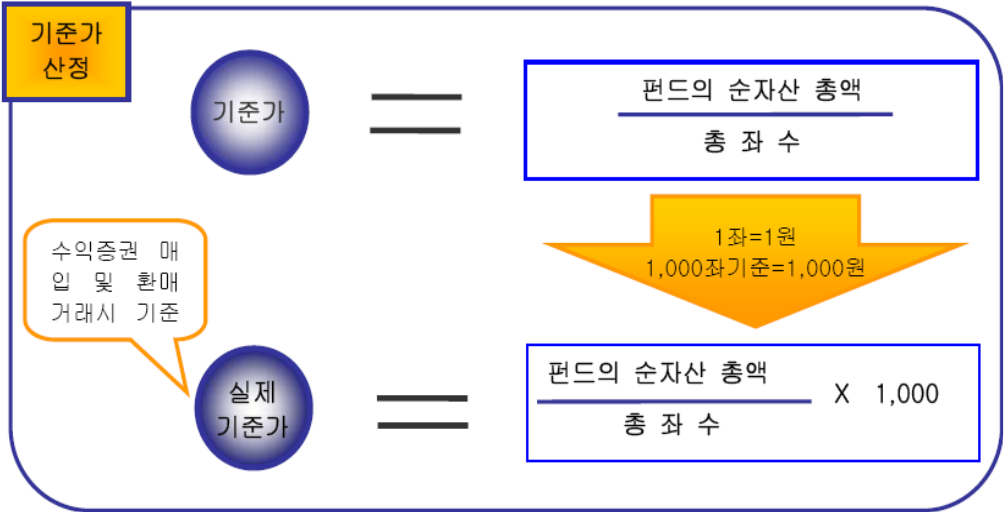 기준가
산정
기준가
펀드의 순자산 총액
총 좌 수
1좌=1원
1,000좌기준=1,000원
수익증권 매
입 및 환매
거래시 기준
실제
기준가
펀드의 순자산 총액
총 좌 수
X 1,000